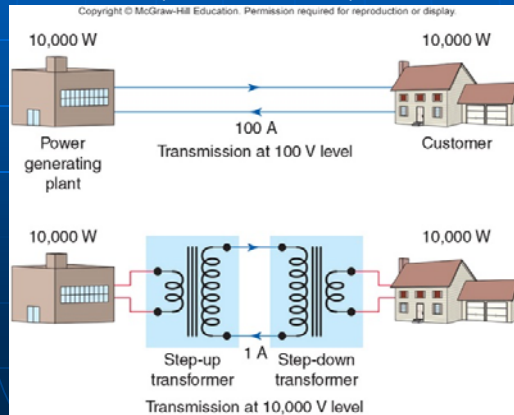 Copyright © McGraw-Hill Education. Permission required for reproduction or display.
10,000 W
10,000 W
100 A
Power
generating
plant
Transmission at 100 V level
Customer
10,000 W
10,000 W
1 A
Step-up
transformer
Step-down
transformer
Transmission at 10,000 V level